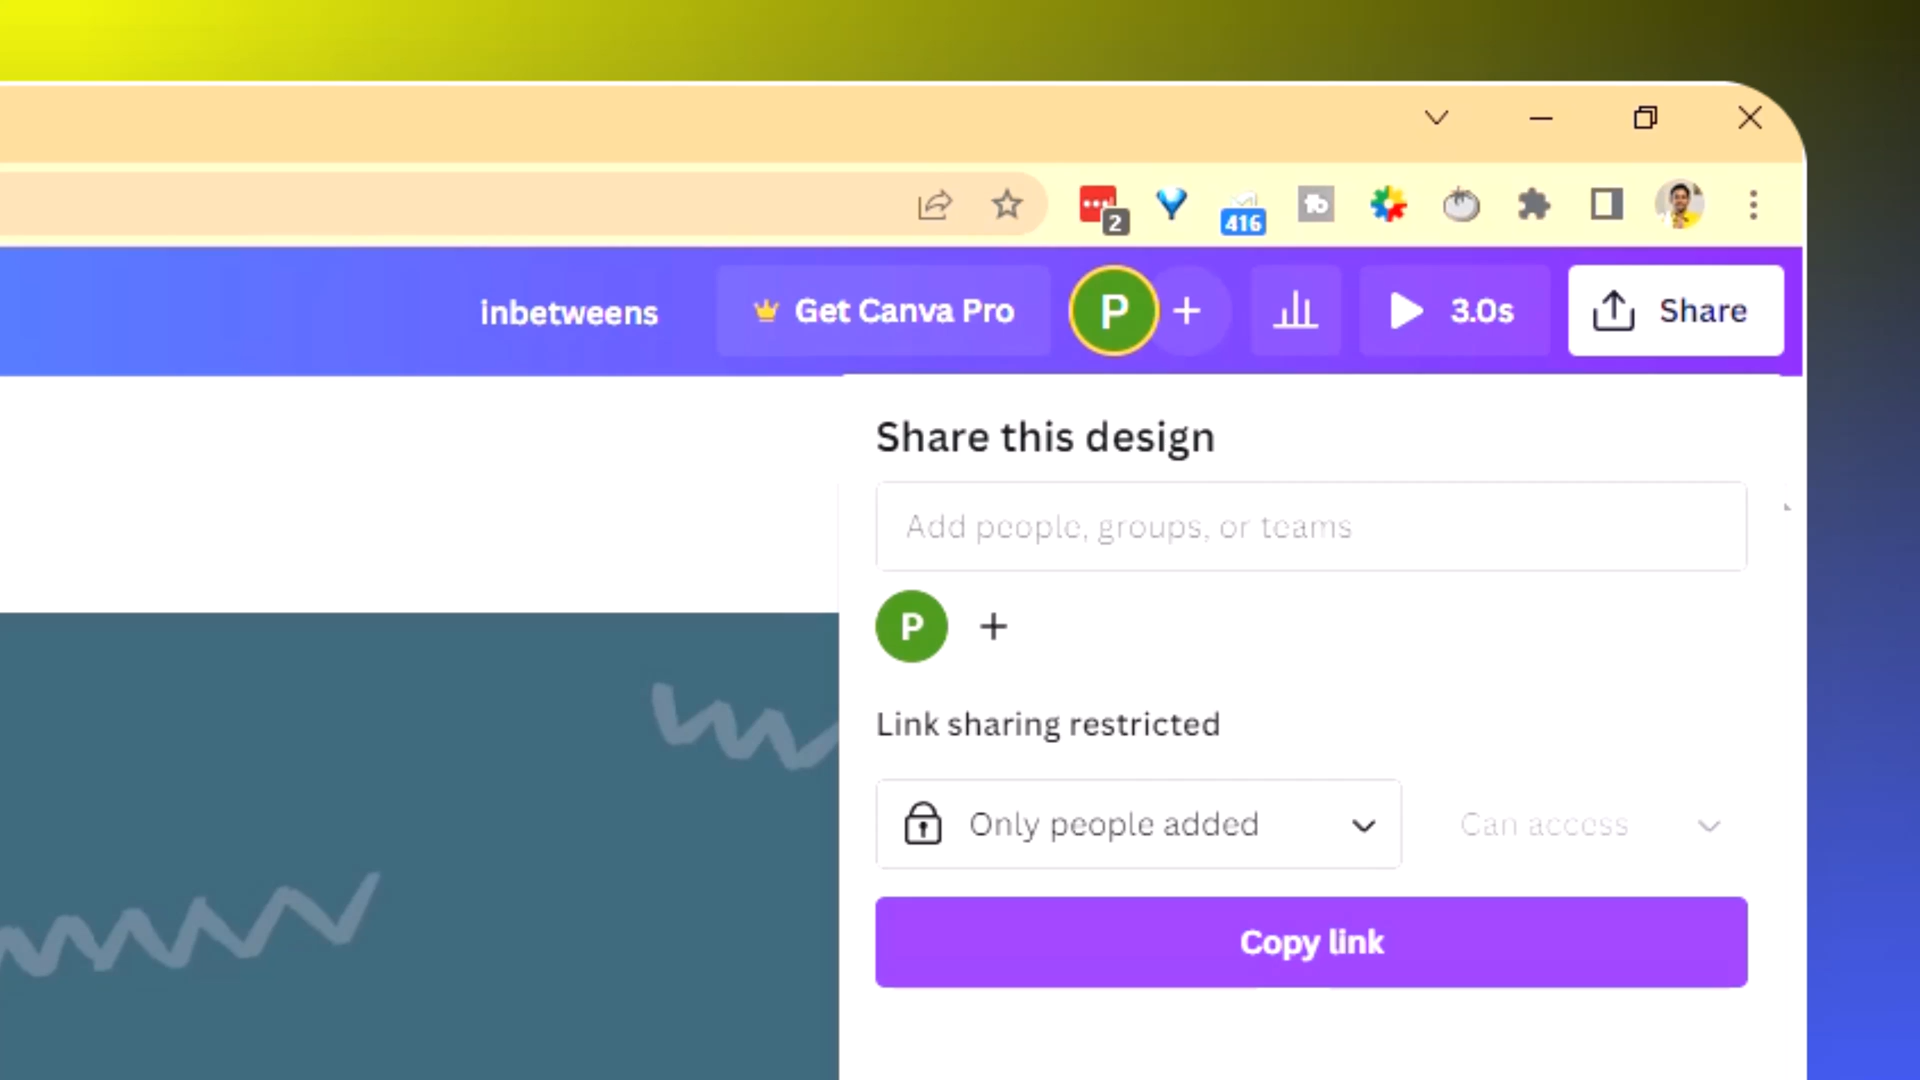 2
416
tb
inbetweens
Get Canva Pro
P
3.0s
Share
Share this design
Add people, groups, or teams
P
Link sharing restricted
Only people added
Can access
Copy link